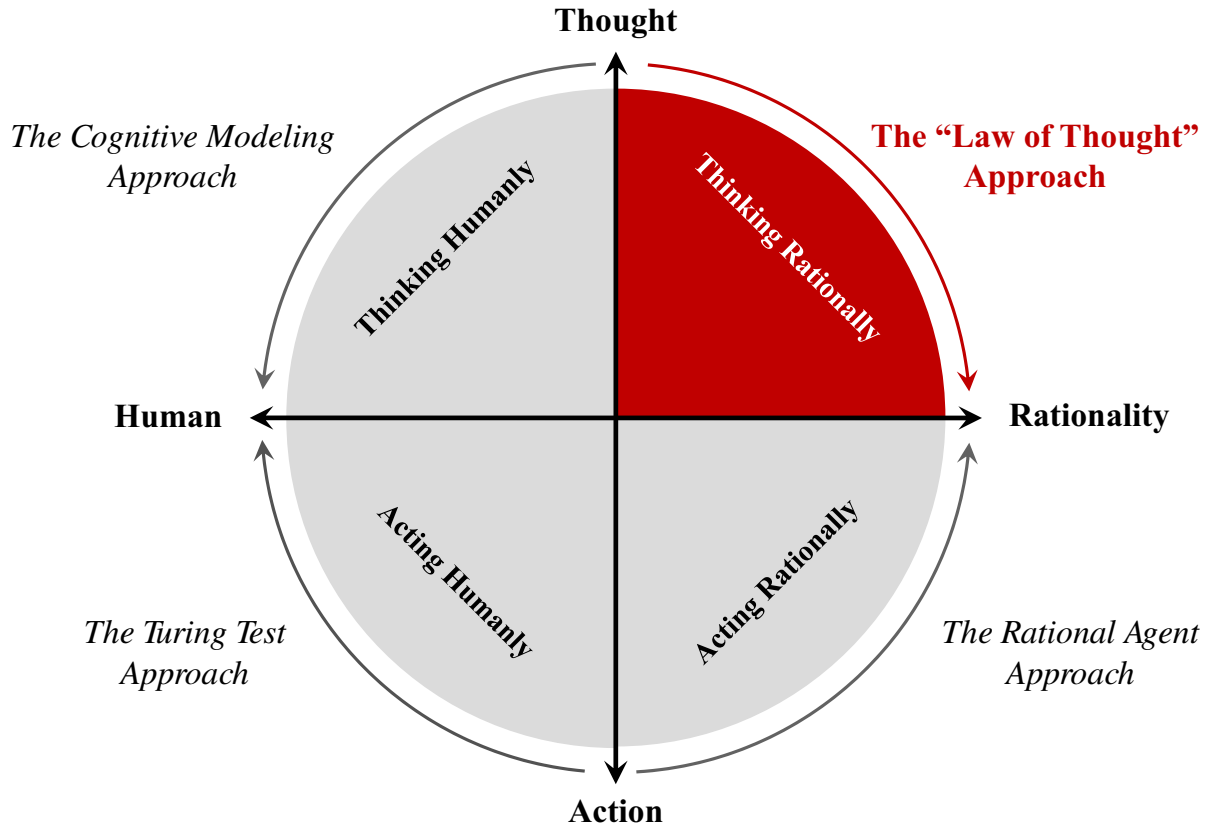 Thought
The Cognitive Modeling
Approach
The “Law of Thought”
Approach
Thinking Humanly
Thinking Rationally
Human
Rationality
Acting Humanly
Acting Rationally
The Turing Test
Approach
The Rational Agent
Approach
Action